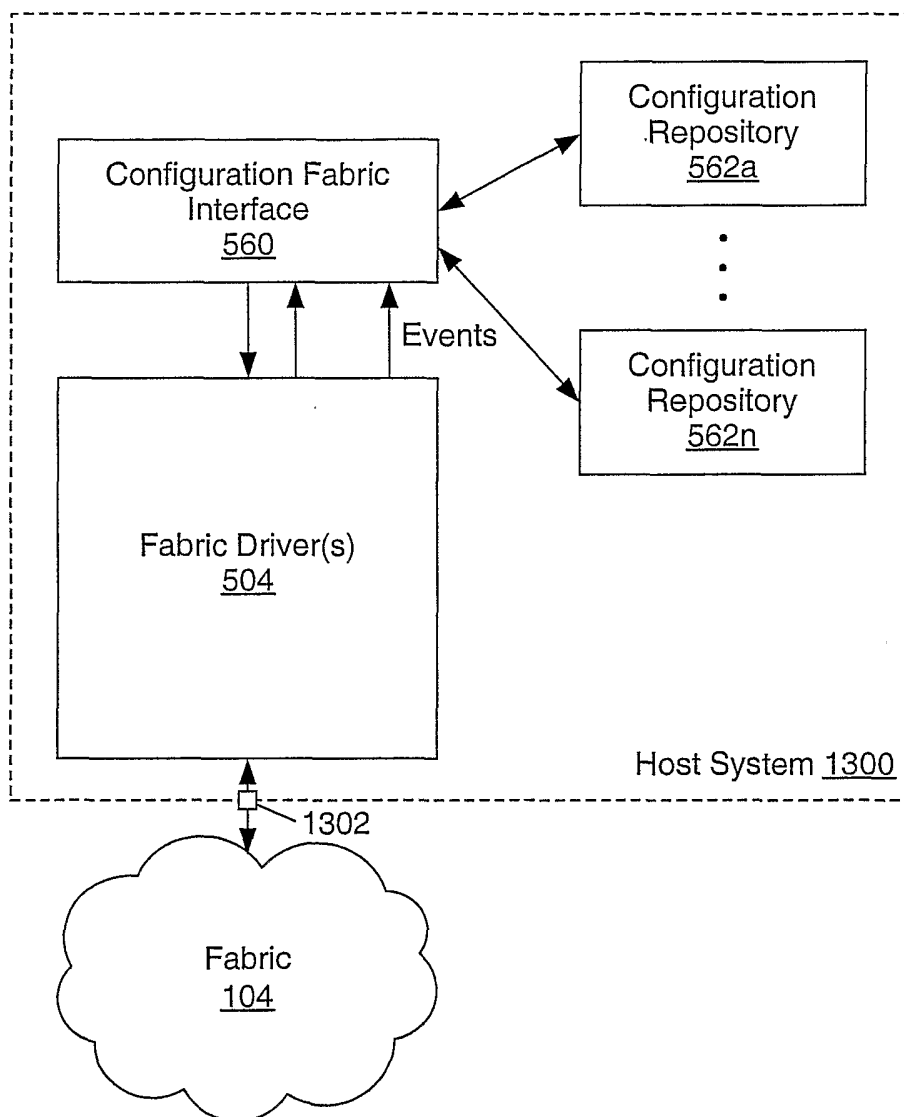 Configuration
Repository
562a
Configuration Fabric
Interface
560
Events
Configuration
Repository
562n
Fabric Driver(s)
504
Host System 1300
1302
Fabric
104